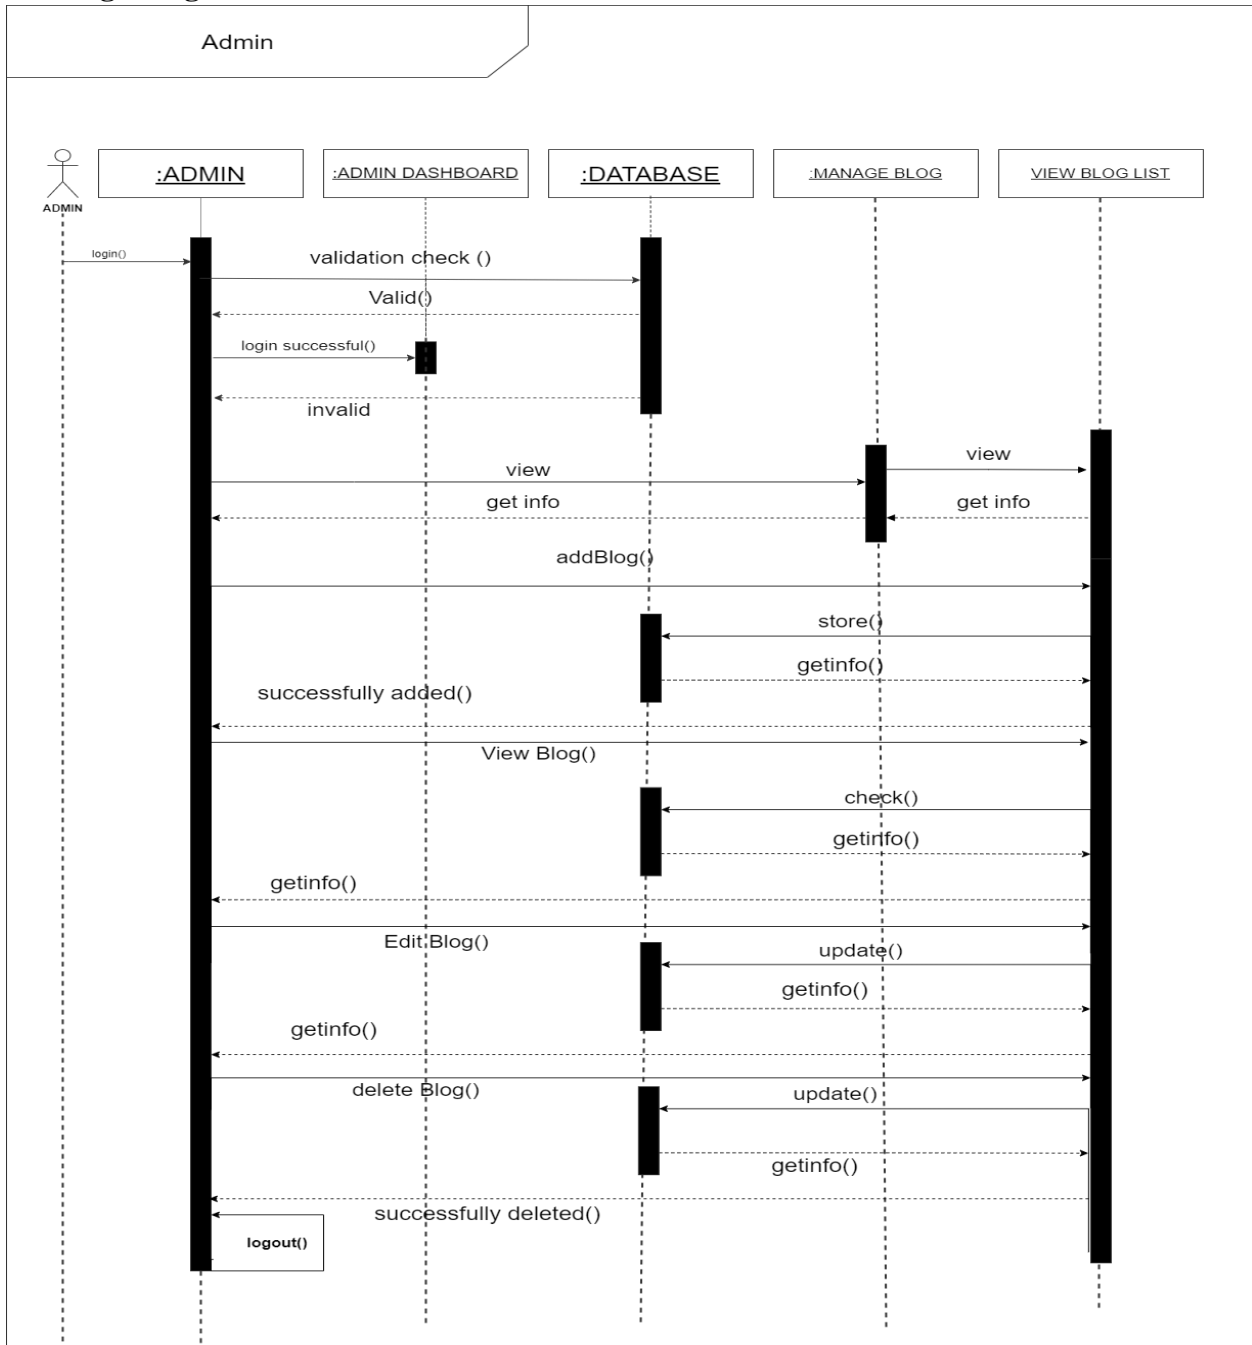 Admin
:ADMIN
:ADMIN DASHBOARD
:DATABASE
:MANAGE BLOG
VIEW BLOG LIST
ADMIN
login()
validation check ()
Valid()
login successful()
invalid
view
view
get info
get info
addBlog()
store()
getinfo()
successfully added()
View Blog()
check()
getinfo()
getinfo()
Edit Blog()
update()
getinfo()
getinfo()
delete Blog()
update()
getinfo()
successfully deleted()
logout()